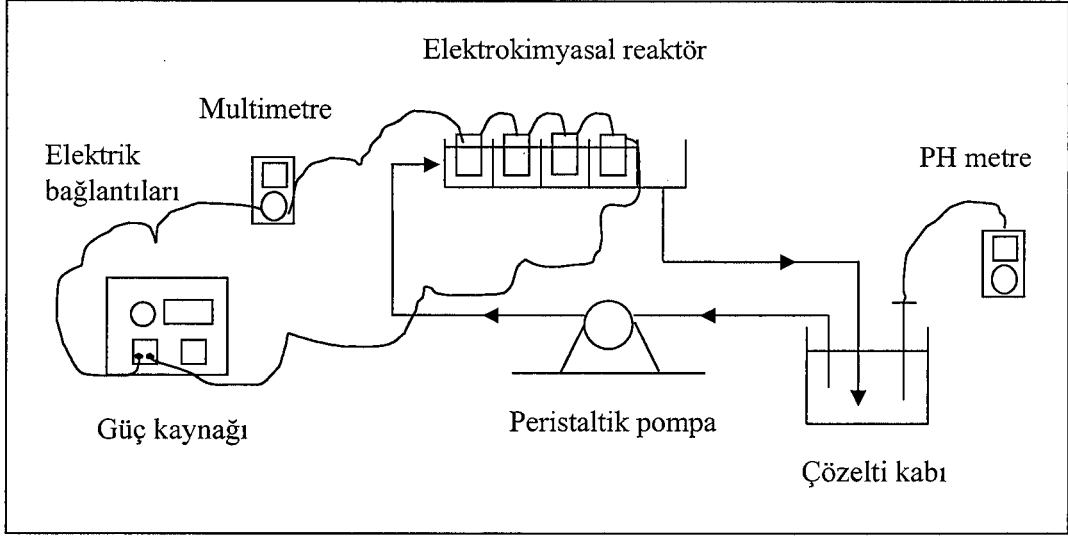 Elektrokimyasal reaktör
Multimetre
Elektrik
bağlantıları
PH metre
Güç kaynağı
Peristaltik pompa
Çözelti kabı